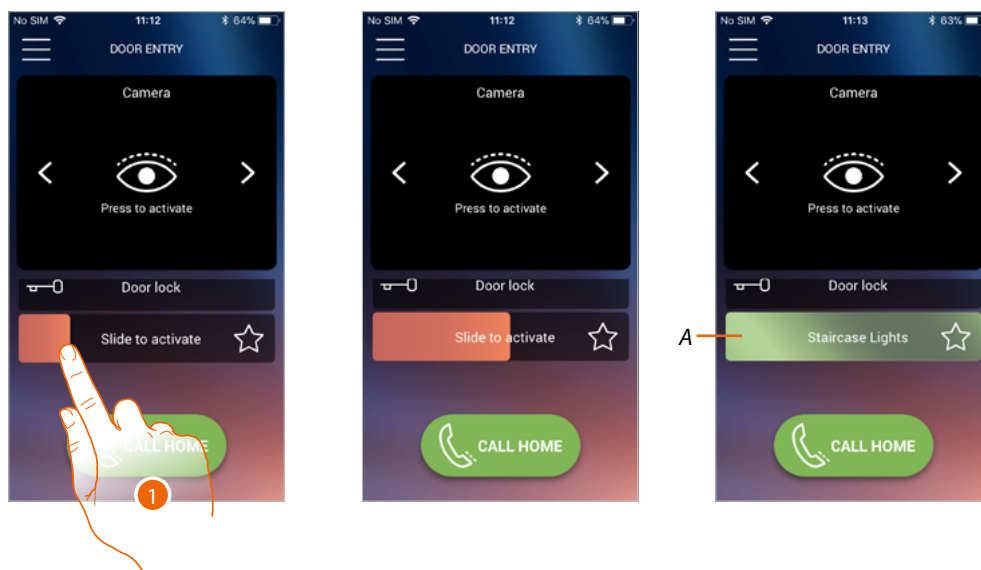 No SIM 11:12 64%
DOOR ENTRY
Camera
Press to activate
Door lock
Slide to activate
CALL HOME
1
No SIM 11:12 64%
DOOR ENTRY
Camera
Press to activate
Door lock
Slide to activate
CALL HOME
No SIM 11:13 63%
DOOR ENTRY
Camera
Press to activate
Door lock
A
Staircase Lights
CALL HOME